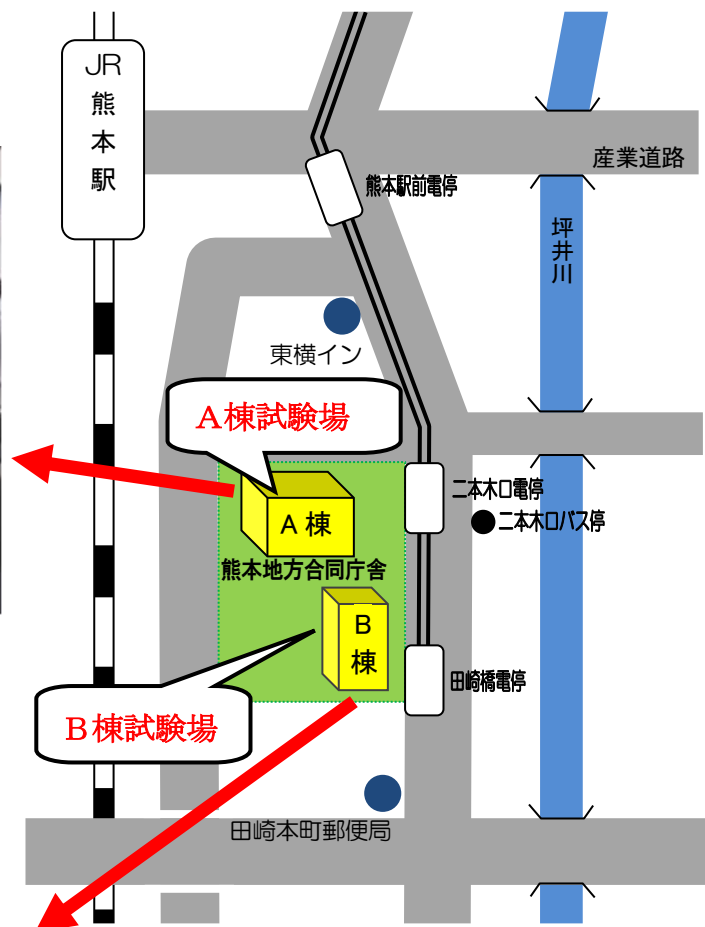 JR
熊
本
駅
産業道路
熊本駅前電停
坪
井
川
東横イン
A棟試験場
二本木口電停
A棟
二本木口バス停
熊本地方合同庁舎
B
棟
田崎橋電停
B棟試験場
田崎本町郵便局